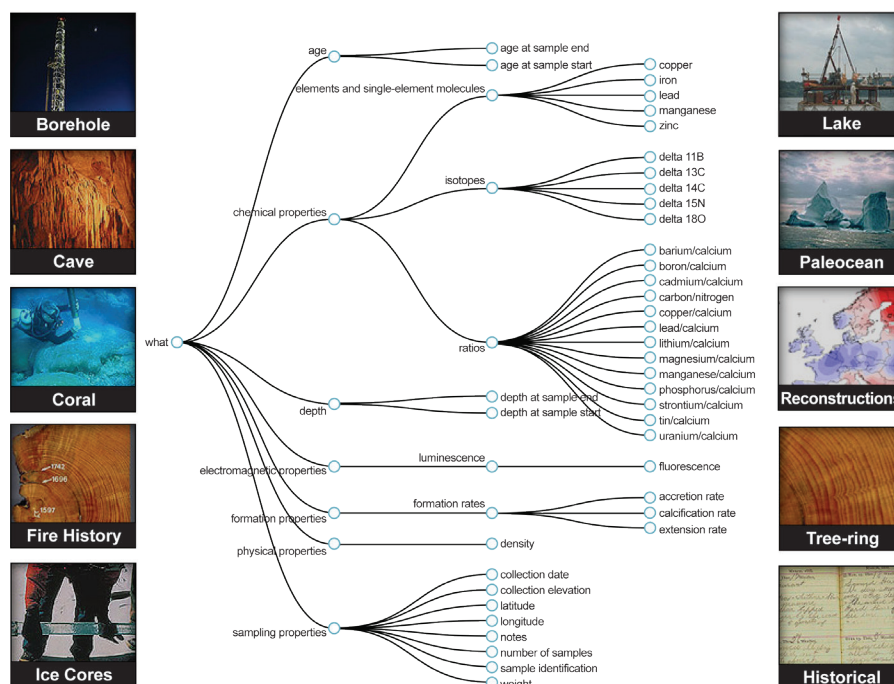 Borehole
Cave
Coral
1742
1696
1597
Fire History
Ice Cores
what
age
age at sample end
age at sample start
chemical properties
elements and single-element molecules
copper
iron
lead
manganese
zinc
isotopes
delta 11B
delta 13C
delta 14C
delta 15N
delta 18O
ratios
barium/calcium
boron/calcium
cadmium/calcium
carbon/nitrogen
copper/calcium
lead/calcium
lithium/calcium
magnesium/calcium
manganese/calcium
phosphorus/calcium
strontium/calcium
tin/calcium
uranium/calcium
depth
depth at sample end
depth at sample start
electromagnetic properties
luminescence
fluorescence
formation properties
formation rates
accretion rate
calcification rate
extension rate
physical properties
density
sampling properties
collection date
collection elevation
latitude
longitude
notes
number of samples
sample identification
weight
Lake
Paleocean
Reconstructions
Tree-ring
Historical